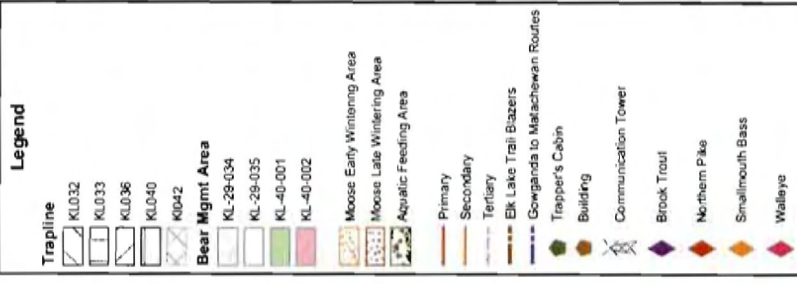 Legend
Trapline
KL032
KL033
KL036
KL040
Kl042
Bear Mgmt Area
KL-29-034
KL-29-035
KL-40-001
KL-40-002
Moose Early Wintering Area
Moose Late Wintering Area
Aquatic Feeding Area
Primary
Secondary
Tertiary
Elk Lake Trail Blazers
Gowganda to Matachewan Routes
Trapper's Cabin
Building
Communication Tower
Brook Trout
Northern Pike
Smallmouth Bass
Walleye